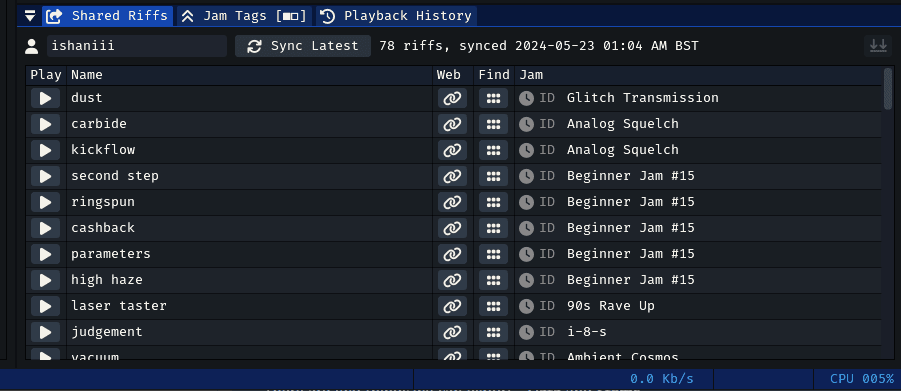 Shared Riffs Jam Tags [■□] Playback History
ishaniii Sync Latest 78 riffs, synced 2024-05-23 01:04 AM BST
Play Name Web Find Jam
dust ID Glitch Transmission
carbide ID Analog Squelch
kickflow ID Analog Squelch
second step ID Beginner Jam #15
ringspun ID Beginner Jam #15
cashback ID Beginner Jam #15
parameters ID Beginner Jam #15
high haze ID Beginner Jam #15
laser taster ID 90s Rave Up
judgement ID i-8-s
vacuum ID Ambient Cosmos
0.0 Kb/s CPU 005%